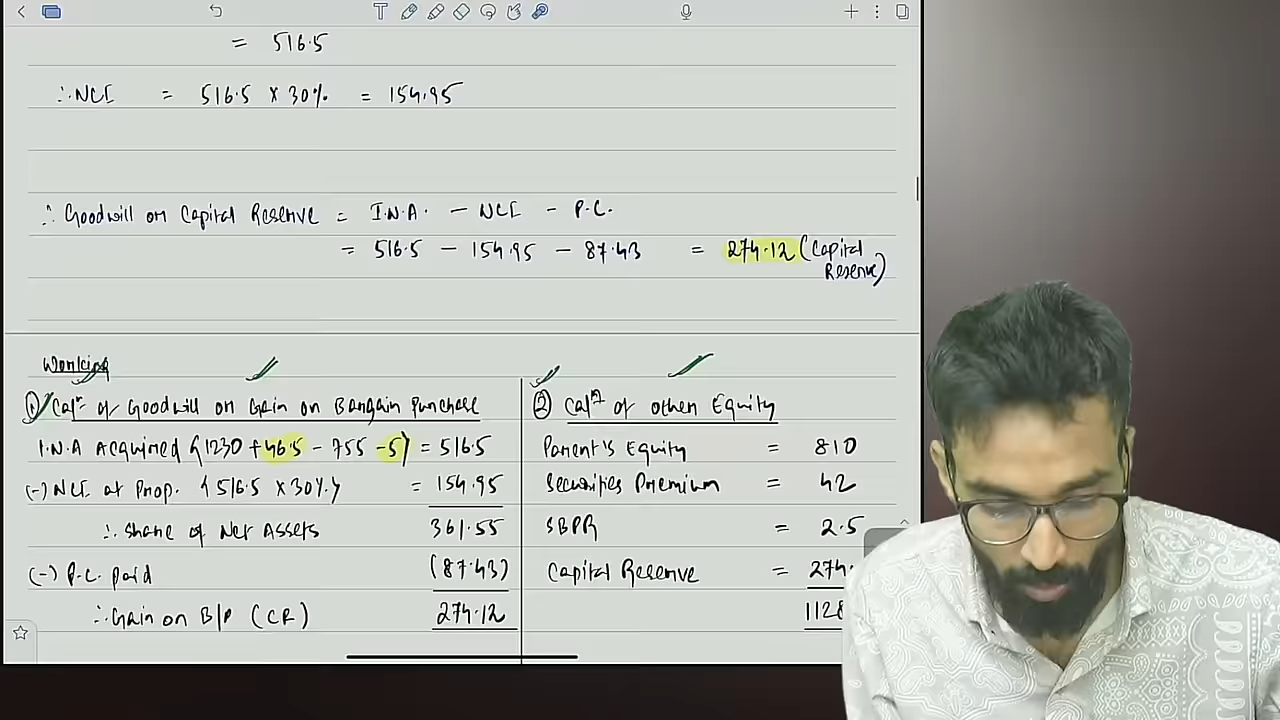 = 516.5
∴ NCI = 516.5 × 30% = 154.95
∴ Goodwill or Capital Reserve = I.N.A. - NCI - P.C.
= 516.5 - 154.95 - 87.43 = 274.12 (Capital Reserve)
Working
① Calⁿ of Goodwill or Gain on Bargain Purchase
I.N.A Acquired {1230 + 46.5 - 755 - 5} = 516.5
(-) NCI at Prop. {516.5 × 30%} = 154.95
∴ Share of Net Assets 361.55
(-) P.C. paid (87.43)
∴ Gain on B/P (CR) 274.12
② Calⁿ of Other Equity
Parent's Equity = 810
Securities Premium = 42
SBPR = 2.5
Capital Reserve = 274.
112